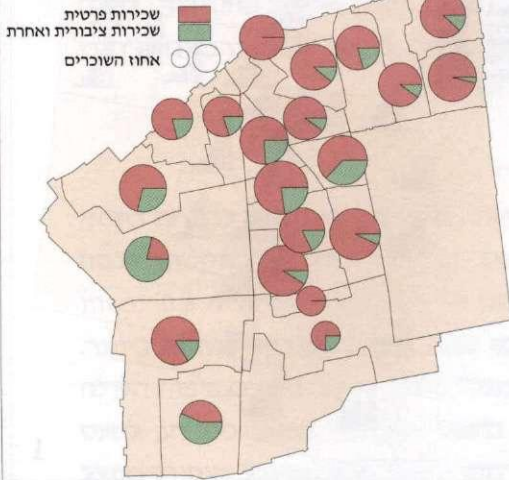 שכירות פרטית
שכירות ציבורית ואחרת
אחוז השוכרים